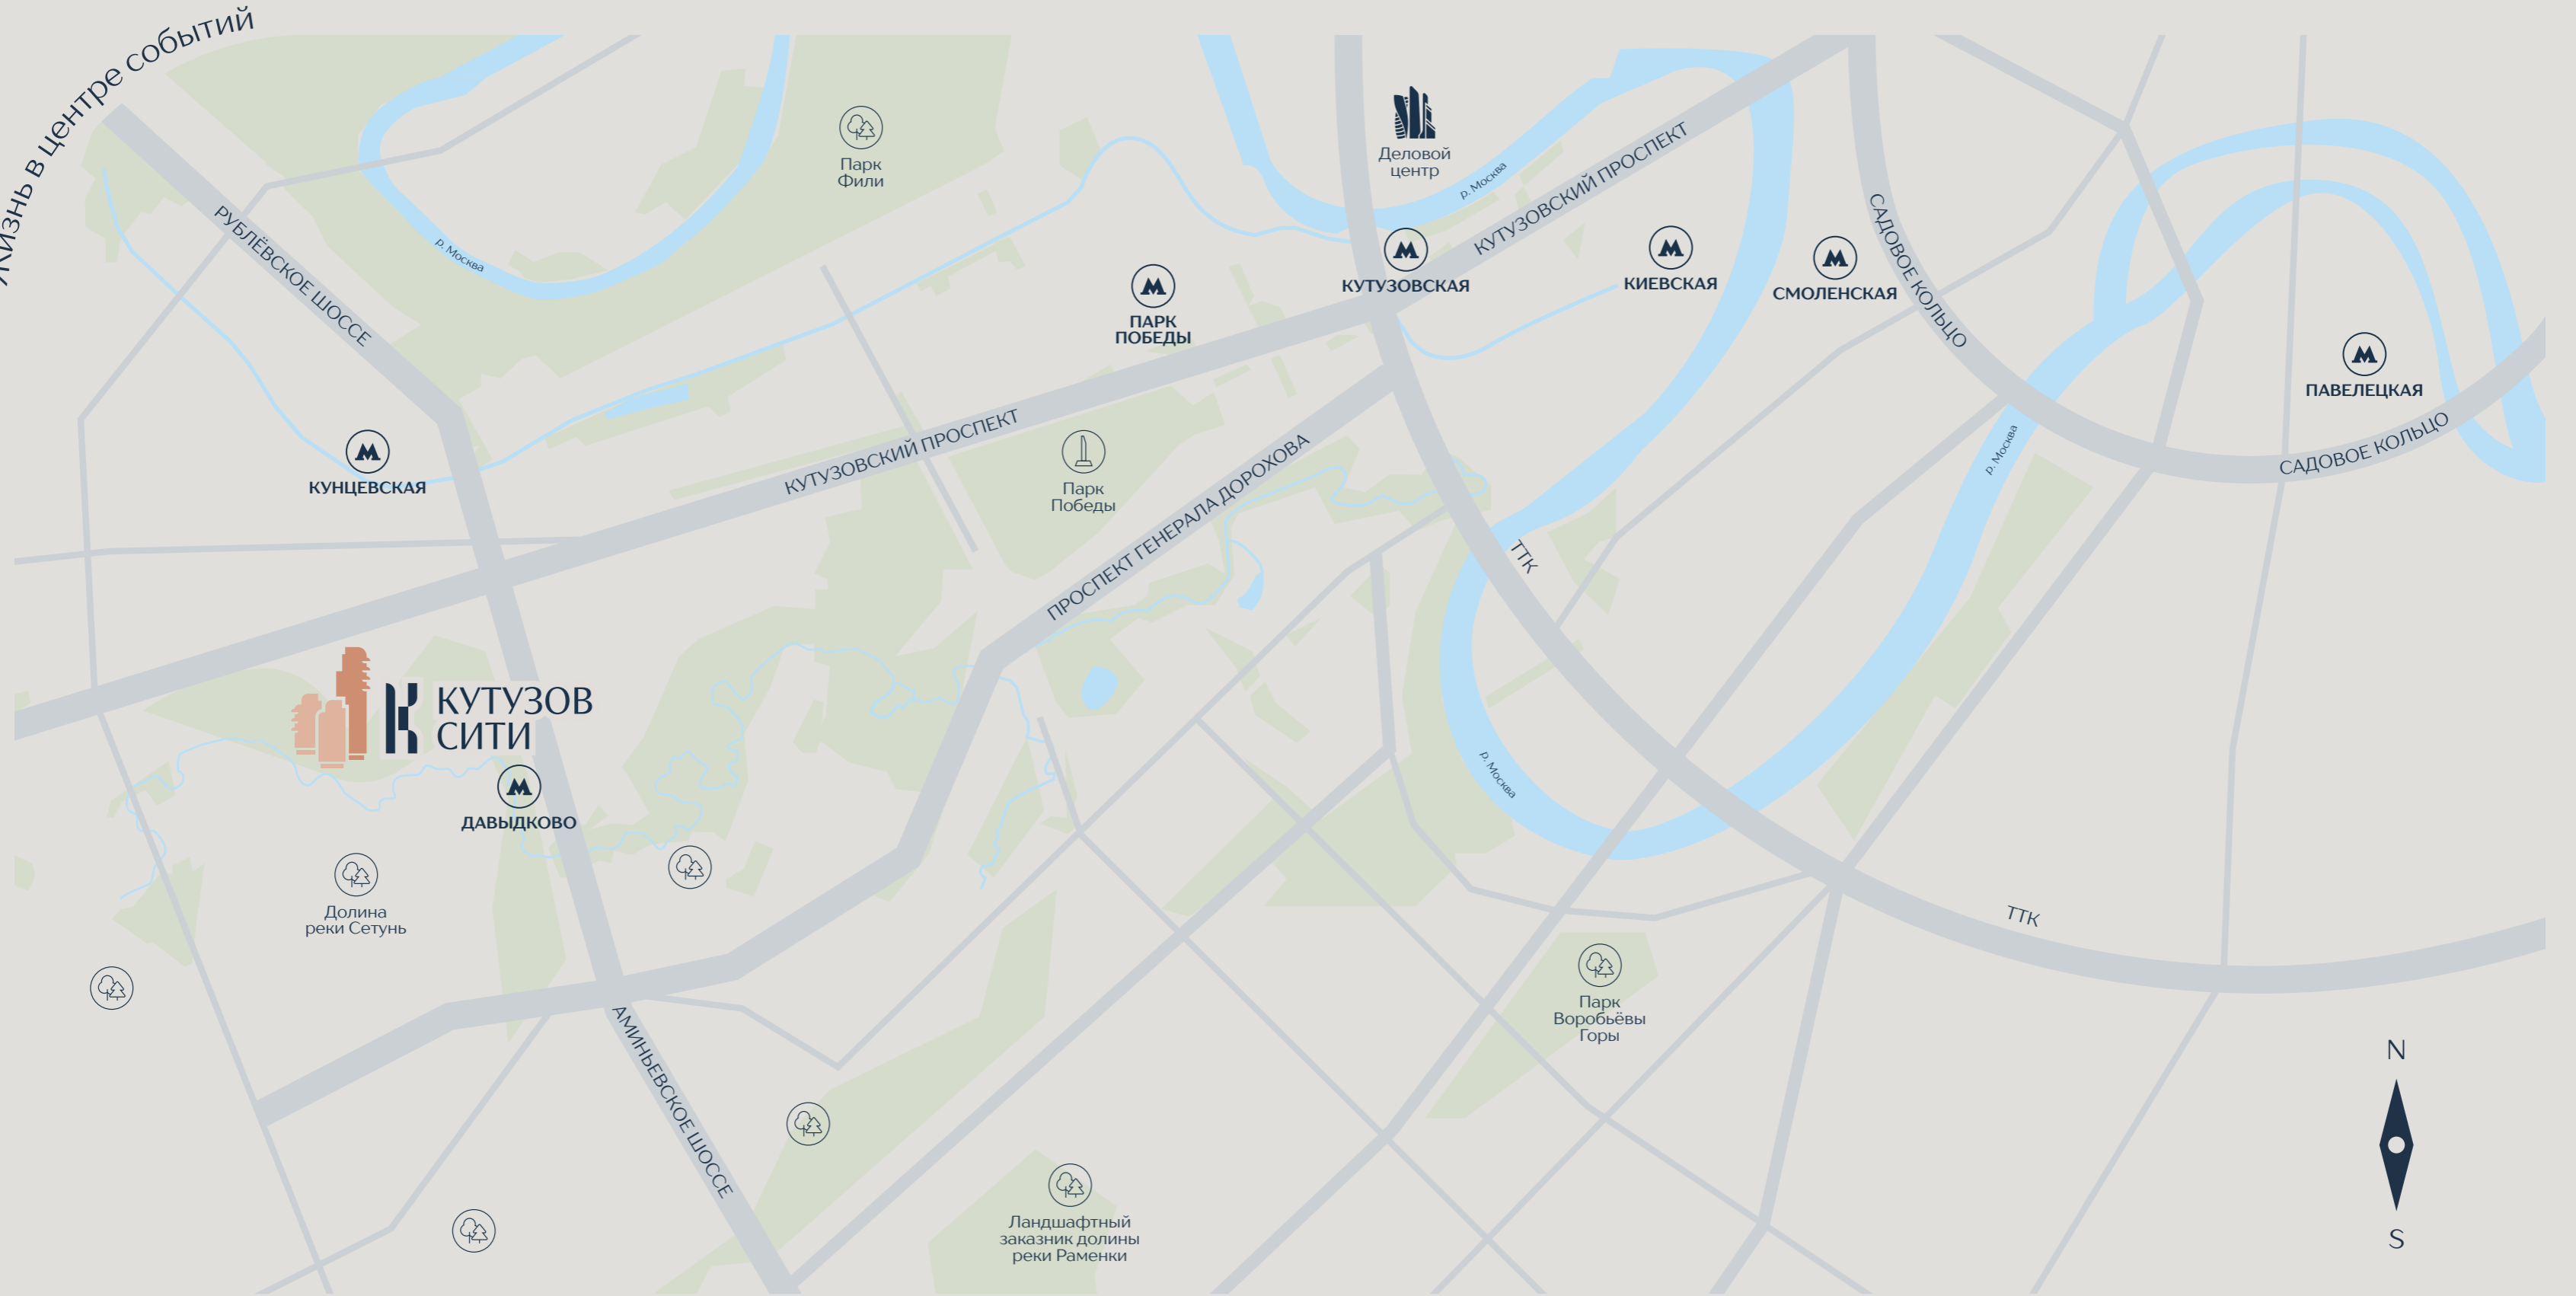 Жизнь в центре событий
Парк
Фили
Деловой
центр
р. Москва
КУТУЗОВСКИЙ ПРОСПЕКТ
РУБЛЁВСКОЕ ШОССЕ
р. Москва
САДОВОЕ КОЛЬЦО
КУТУЗОВСКАЯ
КИЕВСКАЯ
СМОЛЕНСКАЯ
ПАРК
ПОБЕДЫ
ПАВЕЛЕЦКАЯ
КУТУЗОВСКИЙ ПРОСПЕКТ
САДОВОЕ КОЛЬЦО
р. Москва
КУНЦЕВСКАЯ
Парк
Победы
ПРОСПЕКТ ГЕНЕРАЛА ДОРОХОВА
ТТК
КУТУЗОВ
СИТИ
р. Москва
ДАВЫДКОВО
Долина
реки Сетунь
ТТК
Парк
Воробьёвы
Горы
АМИНЬЕВСКОЕ ШОССЕ
N
Ландшафтный
заказник долины
реки Раменки
S